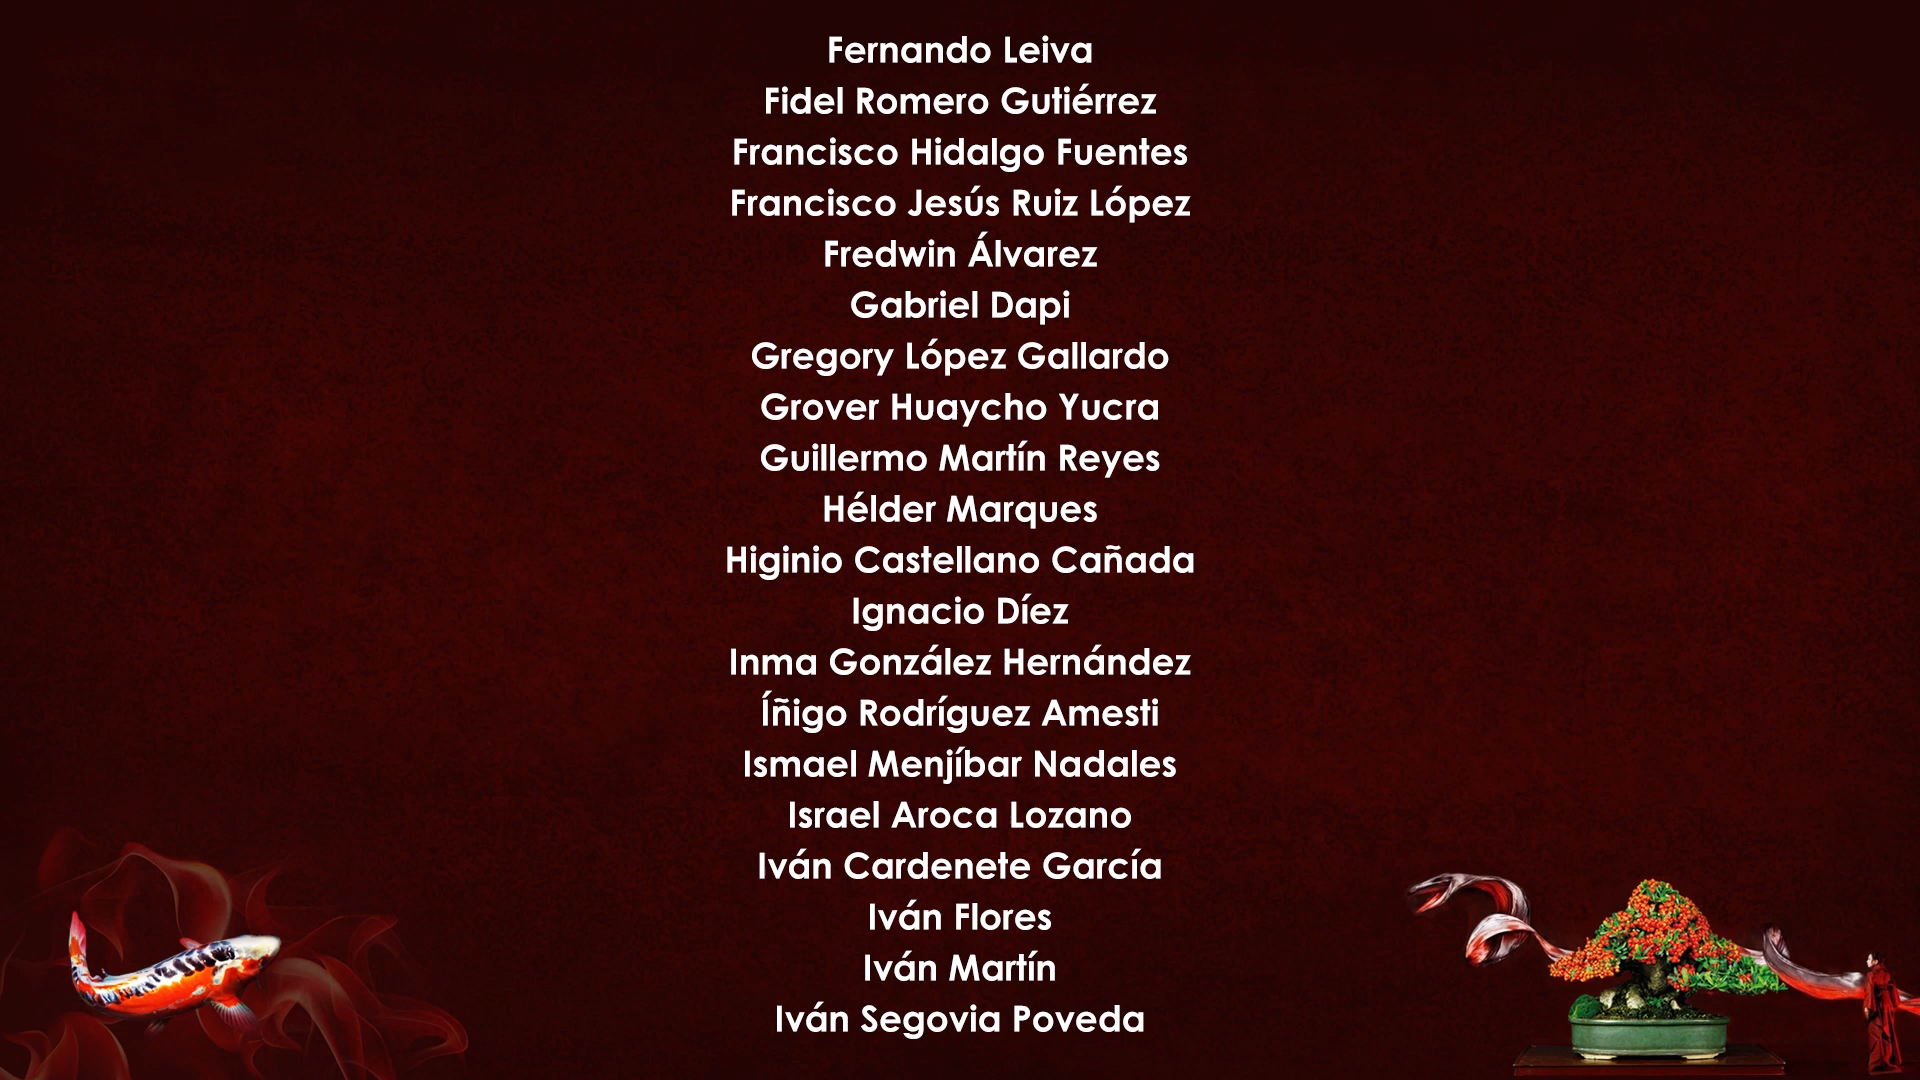 Fernando Leiva
Fidel Romero Gutiérrez
Francisco Hidalgo Fuentes
Francisco Jesús Ruiz López
Fredwin Álvarez
Gabriel Dapi
Gregory López Gallardo
Grover Huaycho Yucra
Guillermo Martín Reyes
Hélder Marques
Higinio Castellano Cañada
Ignacio Díez
Inma González Hernández
Íñigo Rodríguez Amesti
Ismael Menjíbar Nadales
Israel Aroca Lozano
Iván Cardenete García
Iván Flores
Iván Martín
Iván Segovia Poveda